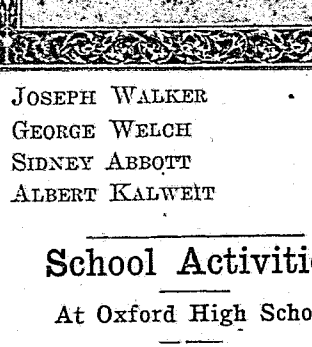 JOSEPH WALKER
GEORGE WELCH
SIDNEY ABBOTT
ALBERT KALWEIT
School Activiti
At Oxford High Scho